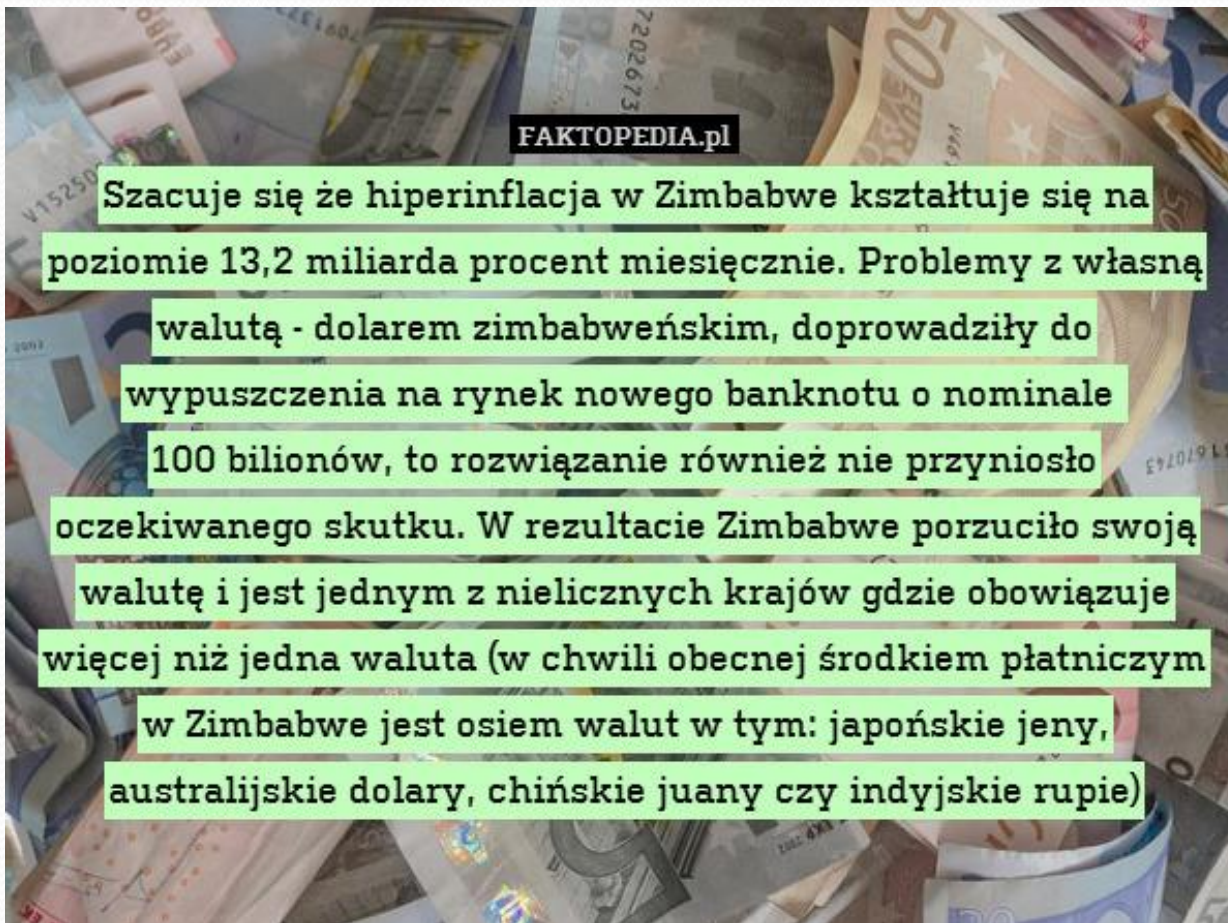 FAKTOPEDIA.pl
Szacuje się że hiperinflacja w Zimbabwe kształtuje się na
poziomie 13,2 miliarda procent miesięcznie. Problemy z własną
walutą - dolarem zimbabweńskim, doprowadziły do
wypuszczenia na rynek nowego banknotu o nominale
100 bilionów, to rozwiązanie również nie przyniosło
oczekiwanego skutku. W rezultacie Zimbabwe porzuciło swoją
walutę i jest jednym z nielicznych krajów gdzie obowiązuje
więcej niż jedna waluta (w chwili obecnej środkiem płatniczym
w Zimbabwe jest osiem walut w tym: japońskie jeny,
australijskie dolary, chińskie juany czy indyjskie rupie)